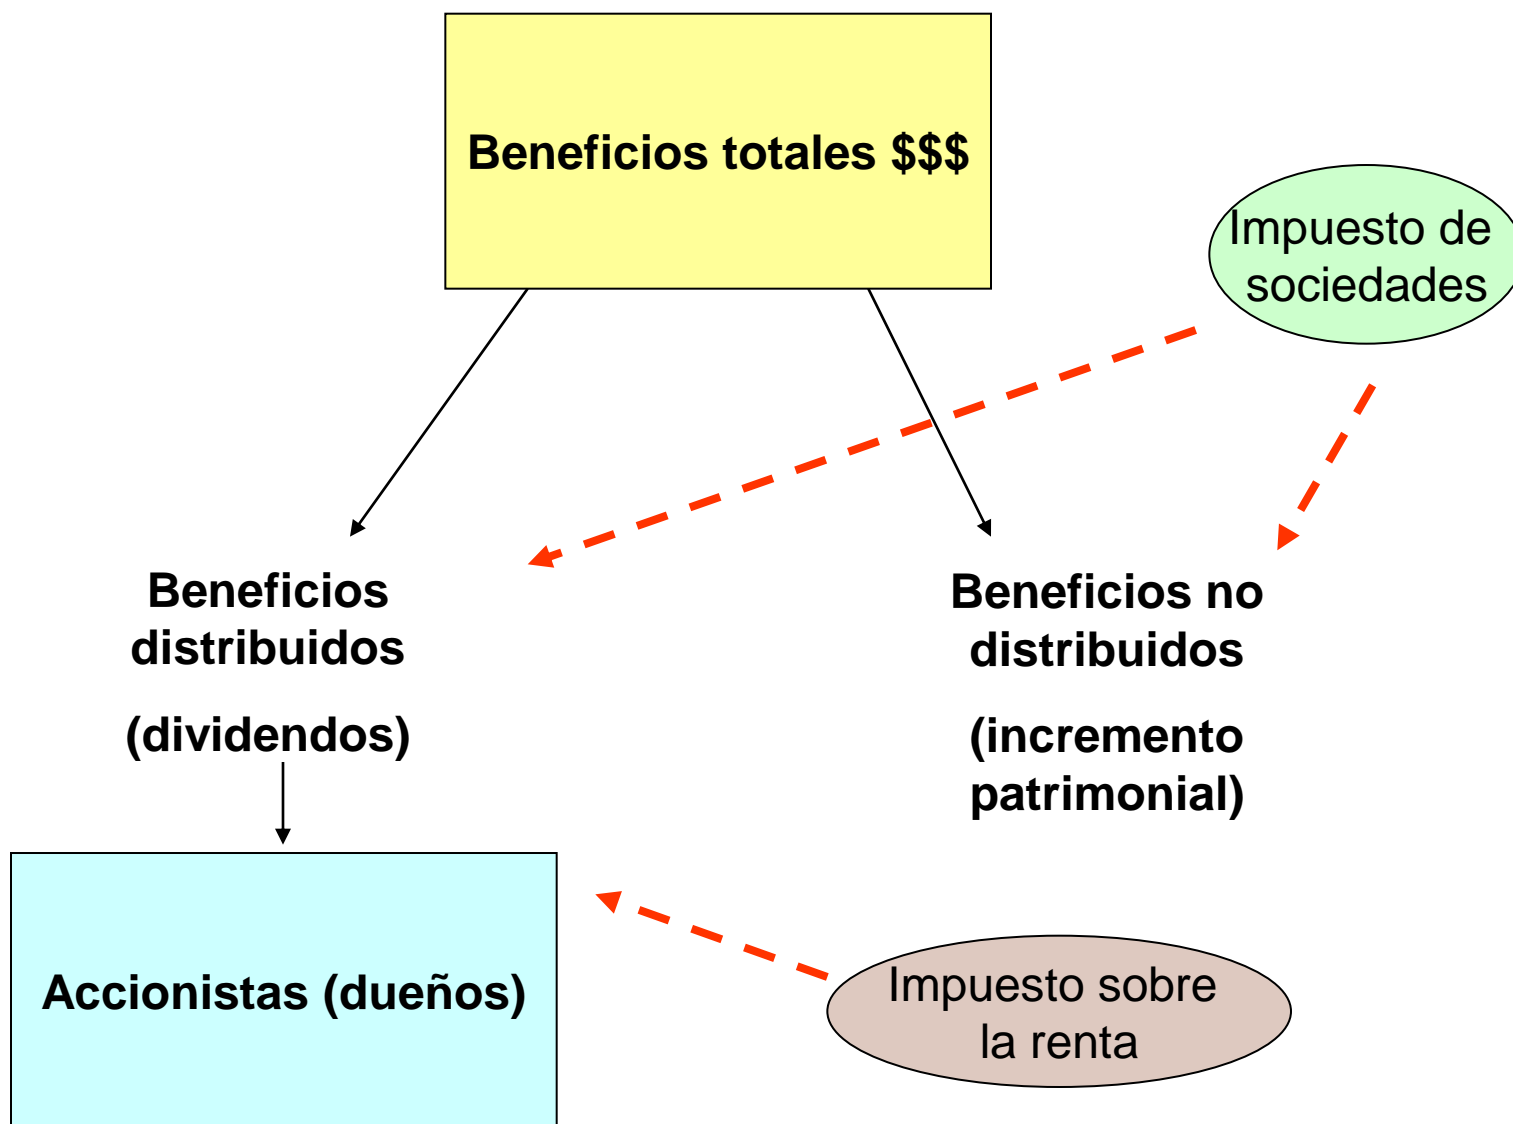 Beneficios totales $$$
Impuesto de
sociedades
Beneficios
distribuidos
(dividendos)
Beneficios no
distribuidos
(incremento
patrimonial)
Accionistas (dueños)
Impuesto sobre
la renta